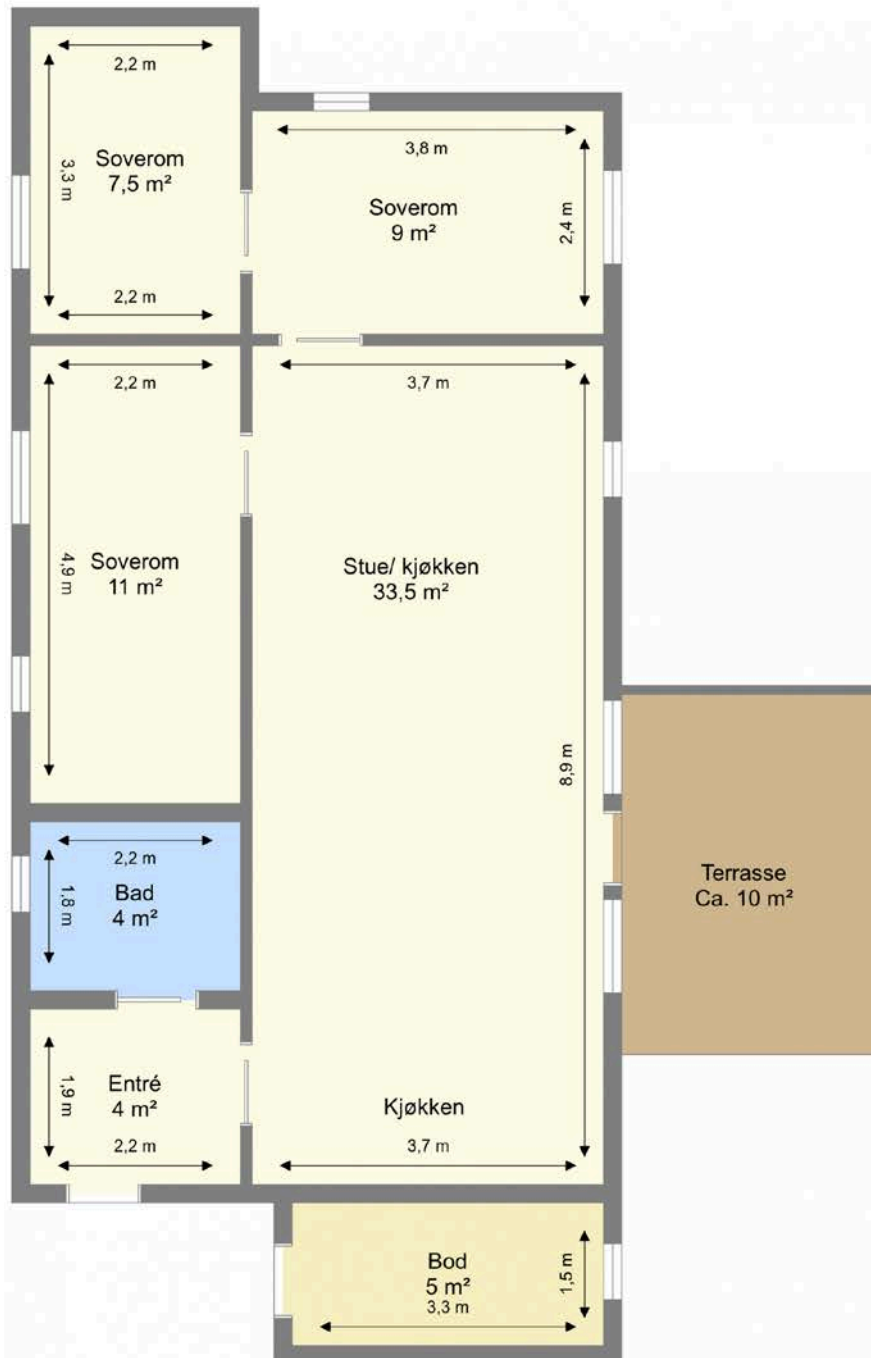 2,2 m
3,3 m
Soverom
7,5 m²
2,2 m
3,8 m
Soverom
9 m²
2,4 m
2,2 m
4,9 m
Soverom
11 m²
3,7 m
Stue/ kjøkken
33,5 m²
8,9 m
2,2 m
1,8 m
Bad
4 m²
Terrasse
Ca. 10 m²
1,9 m
Entré
4 m²
2,2 m
Kjøkken
3,7 m
Bod
5 m²
3,3 m
1,5 m